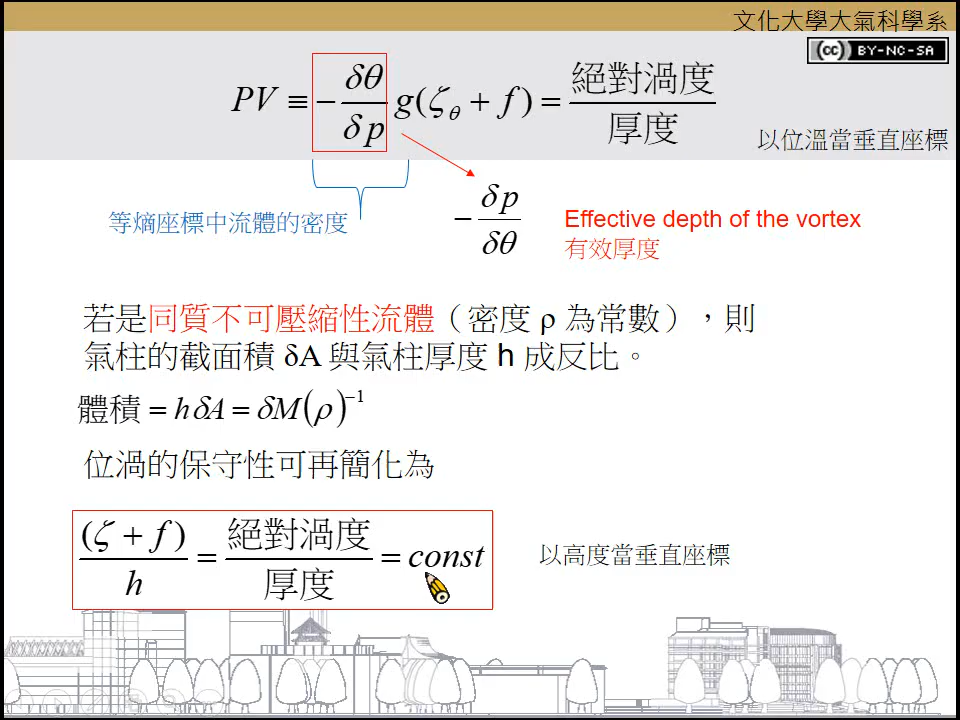 文化大學大氣科學系
(cc) BY-NC-SA
PV ≡ − δθ/δp g(ζ_θ + f) = 絕對渦度/厚度
以位溫當垂直座標
等熵座標中流體的密度
− δp/δθ
Effective depth of the vortex
有效厚度
若是同質不可壓縮性流體（密度 ρ 為常數），則
氣柱的截面積 δA 與氣柱厚度 h 成反比。
體積 = hδA = δM(ρ)^−1
位渦的保守性可再簡化為
(ζ + f)/h = 絕對渦度/厚度 = const
以高度當垂直座標